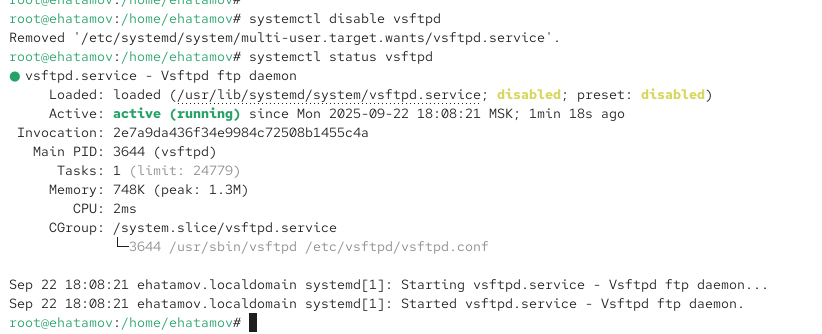 root@ehatamov:/home/ehatamov#
root@ehatamov:/home/ehatamov# systemctl disable vsftpd
Removed '/etc/systemd/system/multi-user.target.wants/vsftpd.service'.
root@ehatamov:/home/ehatamov# systemctl status vsftpd
● vsftpd.service - Vsftpd ftp daemon
     Loaded: loaded (/usr/lib/systemd/system/vsftpd.service; disabled; preset: disabled)
     Active: active (running) since Mon 2025-09-22 18:08:21 MSK; 1min 18s ago
 Invocation: 2e7a9da436f34e9984c72508b1455c4a
   Main PID: 3644 (vsftpd)
      Tasks: 1 (limit: 24779)
     Memory: 748K (peak: 1.3M)
        CPU: 2ms
     CGroup: /system.slice/vsftpd.service
             └─3644 /usr/sbin/vsftpd /etc/vsftpd/vsftpd.conf
Sep 22 18:08:21 ehatamov.localdomain systemd[1]: Starting vsftpd.service - Vsftpd ftp daemon...
Sep 22 18:08:21 ehatamov.localdomain systemd[1]: Started vsftpd.service - Vsftpd ftp daemon.
root@ehatamov:/home/ehatamov#